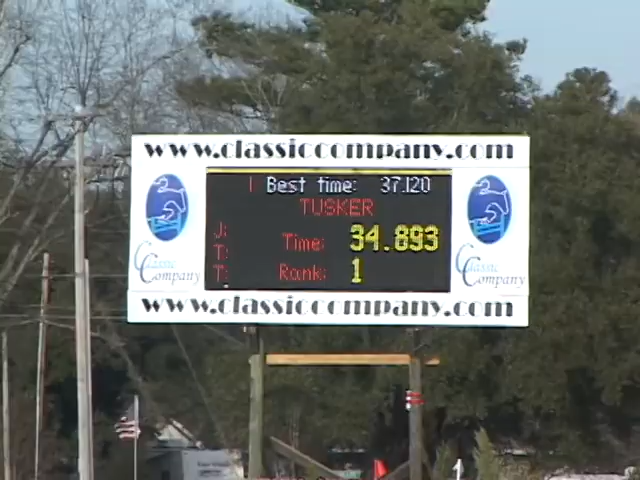 www.classiccompany.com
Best time: 37.120
TUSKER
J:
T: Time: 34.893
T: Rank: 1
Classic Company
Classic Company
www.classiccompany.com